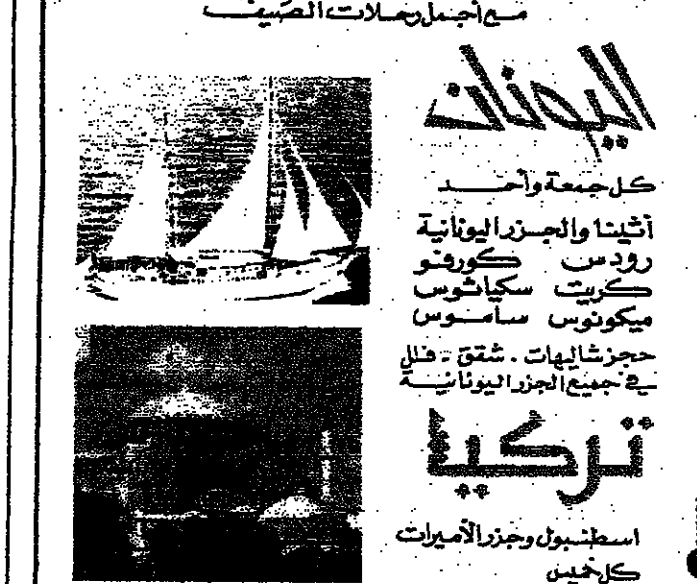 مع أجمل رحلات الصيف
اليونان
كل جمعة وأحد
أثينا والجزر اليونانية
رودس كورفو
كريت سكياثوس
ميكونوس ساموس
حجز شاليهات . شقق - فلل
في جميع الجزر اليونانية
تركيا
اسطنبول وجزر الأميرات
كل خميس